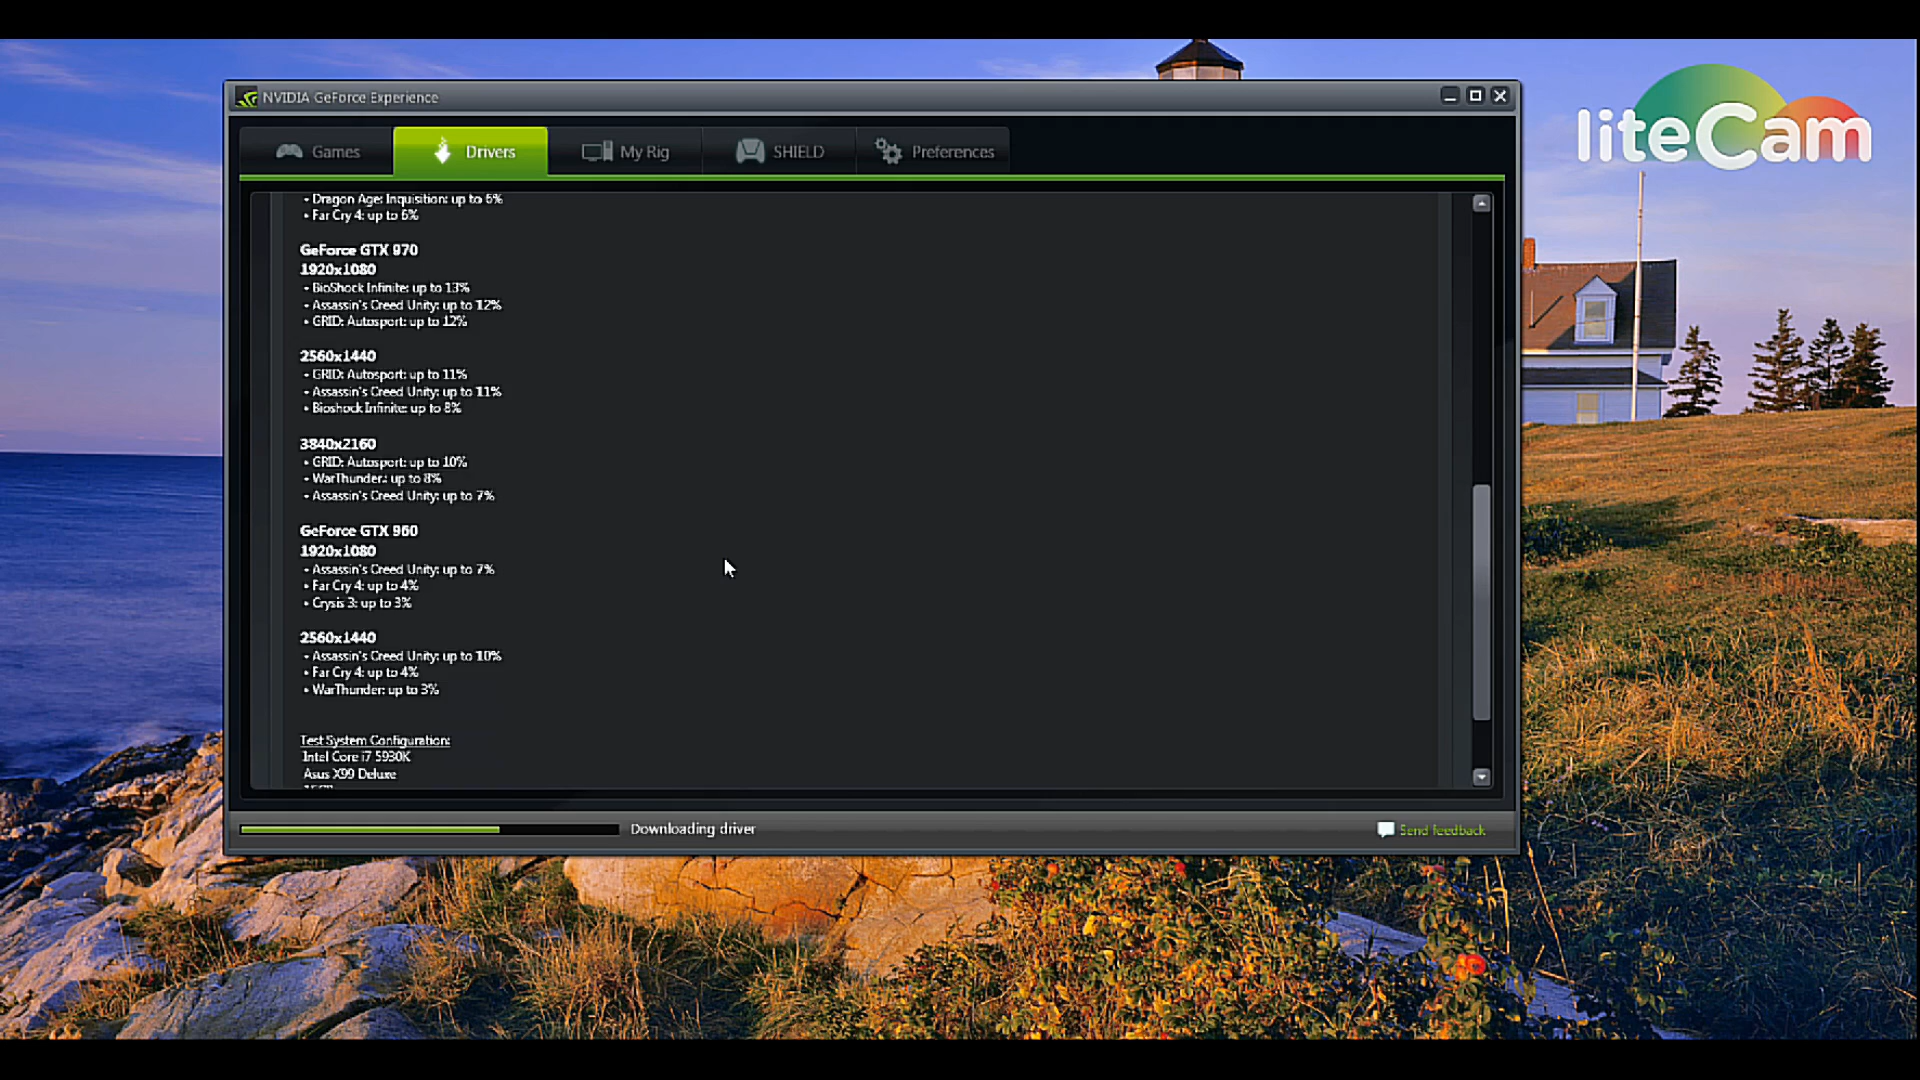 NVIDIA GeForce Experience
liteCam
Games
Drivers
My Rig
SHIELD
Preferences
• Dragon Age: Inquisition: up to 6%
• Far Cry 4: up to 6%
GeForce GTX 970
1920x1080
• BioShock Infinite: up to 13%
• Assassin's Creed Unity: up to 12%
• GRID: Autosport: up to 12%
2560x1440
• GRID: Autosport: up to 11%
• Assassin's Creed Unity: up to 11%
• Bioshock Infinite: up to 8%
3840x2160
• GRID: Autosport: up to 10%
• WarThunder.: up to 8%
• Assassin's Creed Unity: up to 7%
GeForce GTX 960
1920x1080
• Assassin's Creed Unity: up to 7%
• Far Cry 4: up to 4%
• Crysis 3: up to 3%
2560x1440
• Assassin's Creed Unity: up to 10%
• Far Cry 4: up to 4%
• WarThunder: up to 3%
Test System Configuration:
Intel Core i7 5930K
Asus X99 Deluxe
Downloading driver
Send feedback